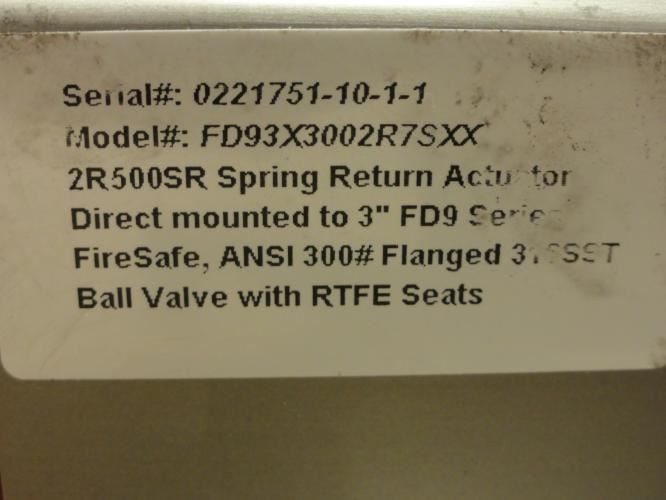 Serial#: 0221751-10-1-1
Model#: FD93X3002R7SXX
2R500SR Spring Return Actuator
Direct mounted to 3" FD9 Series
FireSafe, ANSI 300# Flanged
Ball Valve with RTFE Seats